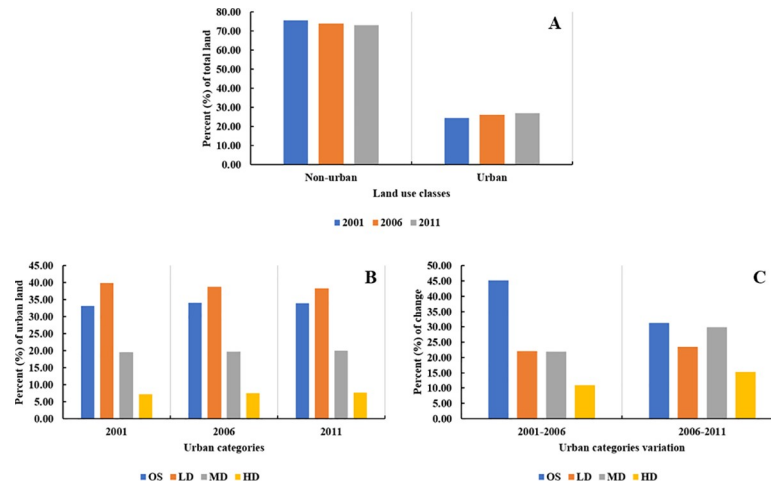 A
Percent (%) of total land
80.00
70.00
60.00
50.00
40.00
30.00
20.00
10.00
0.00
Non-urban Urban
Land use classes
2001 2006 2011
B
Percent (%) of urban land
45.00
40.00
35.00
30.00
25.00
20.00
15.00
10.00
5.00
0.00
2001 2006 2011
Urban categories
OS LD MD HD
C
Percent (%) of change
50.00
45.00
40.00
35.00
30.00
25.00
20.00
15.00
10.00
5.00
0.00
2001-2006 2006-2011
Urban categories variation
OS LD MD HD